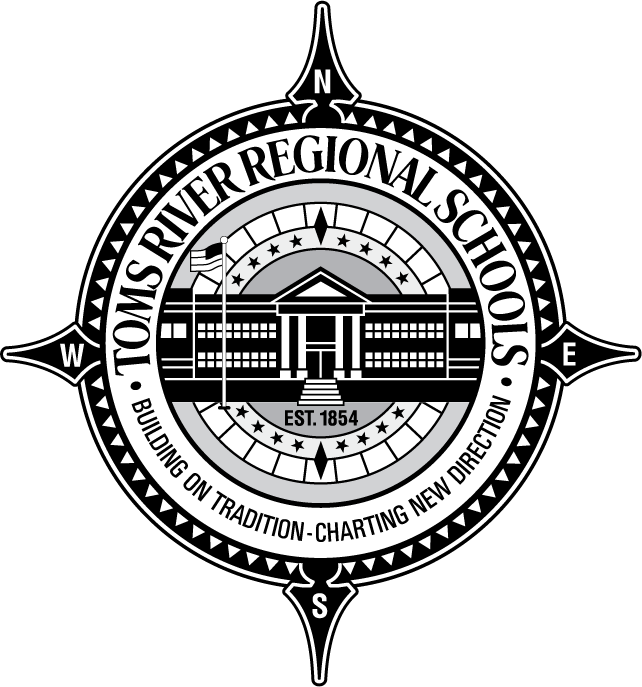 N
TOMS RIVER REGIONAL SCHOOLS
W
E
EST. 1854
• BUILDING ON TRADITION - CHARTING NEW DIRECTION •
S